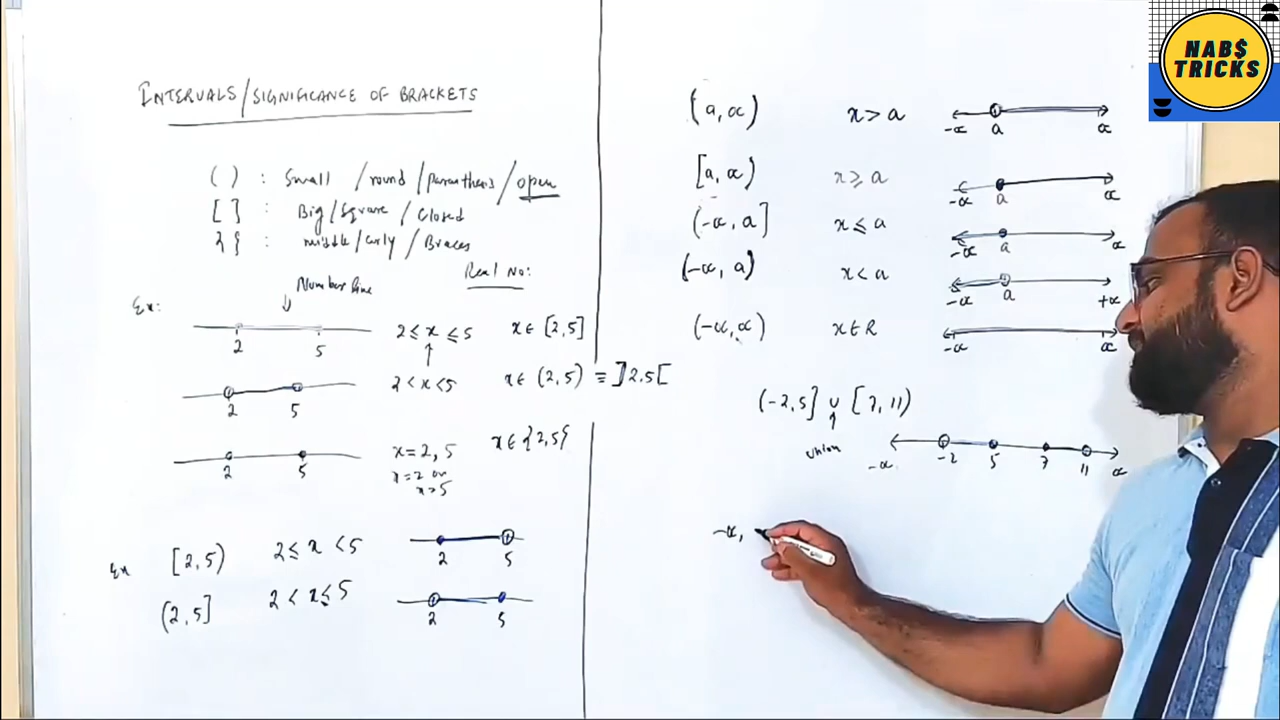 INTERVALS/SIGNIFICANCE OF BRACKETS
( ) : Small /round/Paranthesis/open
[ ] : Big/Square/Closed
} { : middle/curly/Braces
Real No:
Number line
Ex:
2 5 2 ≤ x ≤ 5 x ∈ [2,5]
2 5 2 < x < 5 x ∈ (2,5) ≡ ]2,5[
2 5 x = 2, 5 x ∈ {2,5}
x = 2 or
x = 5
Ex [2,5) 2 ≤ x < 5 2 5
(2,5] 2 < x ≤ 5 2 5
(a, ∝) x > a -∝ a ∝
[a, ∝) x ≥ a -∝ a ∝
(-∝, a] x ≤ a -∝ a ∝
(-∝, a) x < a -∝ a +∝
(-∝, ∝) x ∈ R -∝ ∝
(-2,5] ∪ [7, 11)
union
-∝ -2 5 7 11 ∝
-∝,
NAB$
TRICKS